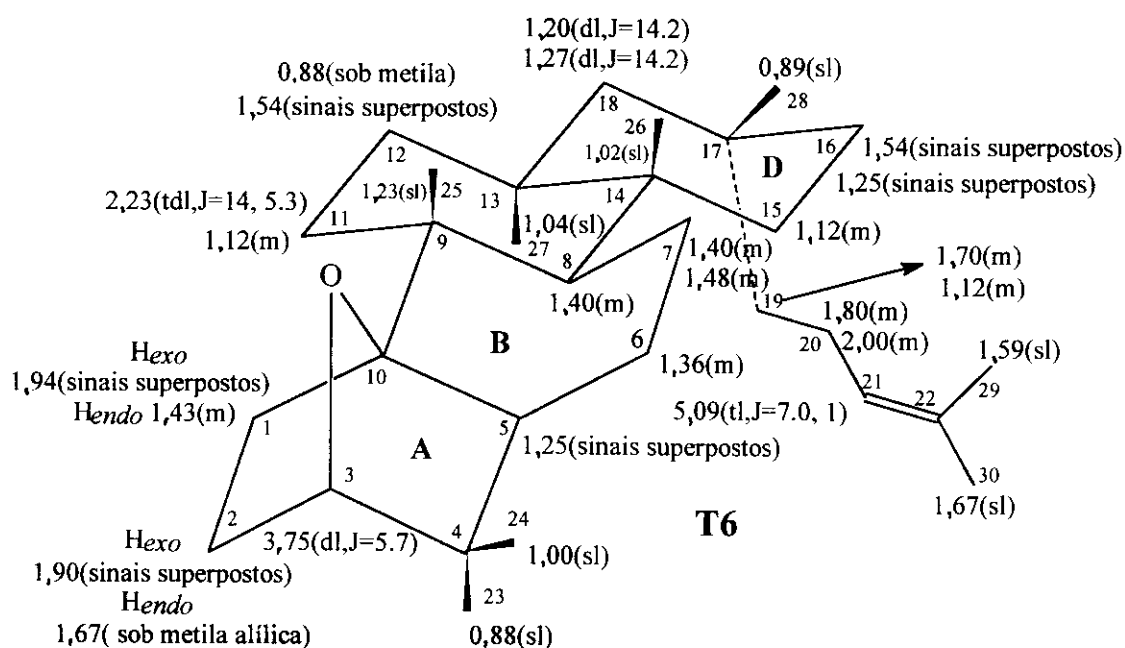 1,20(dl,J=14.2)
1,27(dl,J=14.2)
0,88(sob metila)
1,54(sinais superpostos)
0,89(sl)
28
18
26
1,02(sl)
17
16
D
1,54(sinais superpostos)
1,25(sinais superpostos)
12
2,23(tdl,J=14, 5.3)
1,12(m)
11
1,23(sl)
25
13
14
15
1,12(m)
9
1,04(sl)
27
8
7
1,40(m)
1,48(m)
1,40(m)
O
19
1,70(m)
1,12(m)
1,80(m)
2,00(m)
20
B
6
1,36(m)
1,59(sl)
29
Hexo
1,94(sinais superpostos)
Hendo 1,43(m)
10
21
22
5,09(tl,J=7.0, 1)
1
5
1,25(sinais superpostos)
A
3
30
1,67(sl)
2
4
24
T6
Hexo
3,75(dl,J=5.7)
1,00(sl)
1,90(sinais superpostos)
Hendo
23
1,67( sob metila alílica)
0,88(sl)